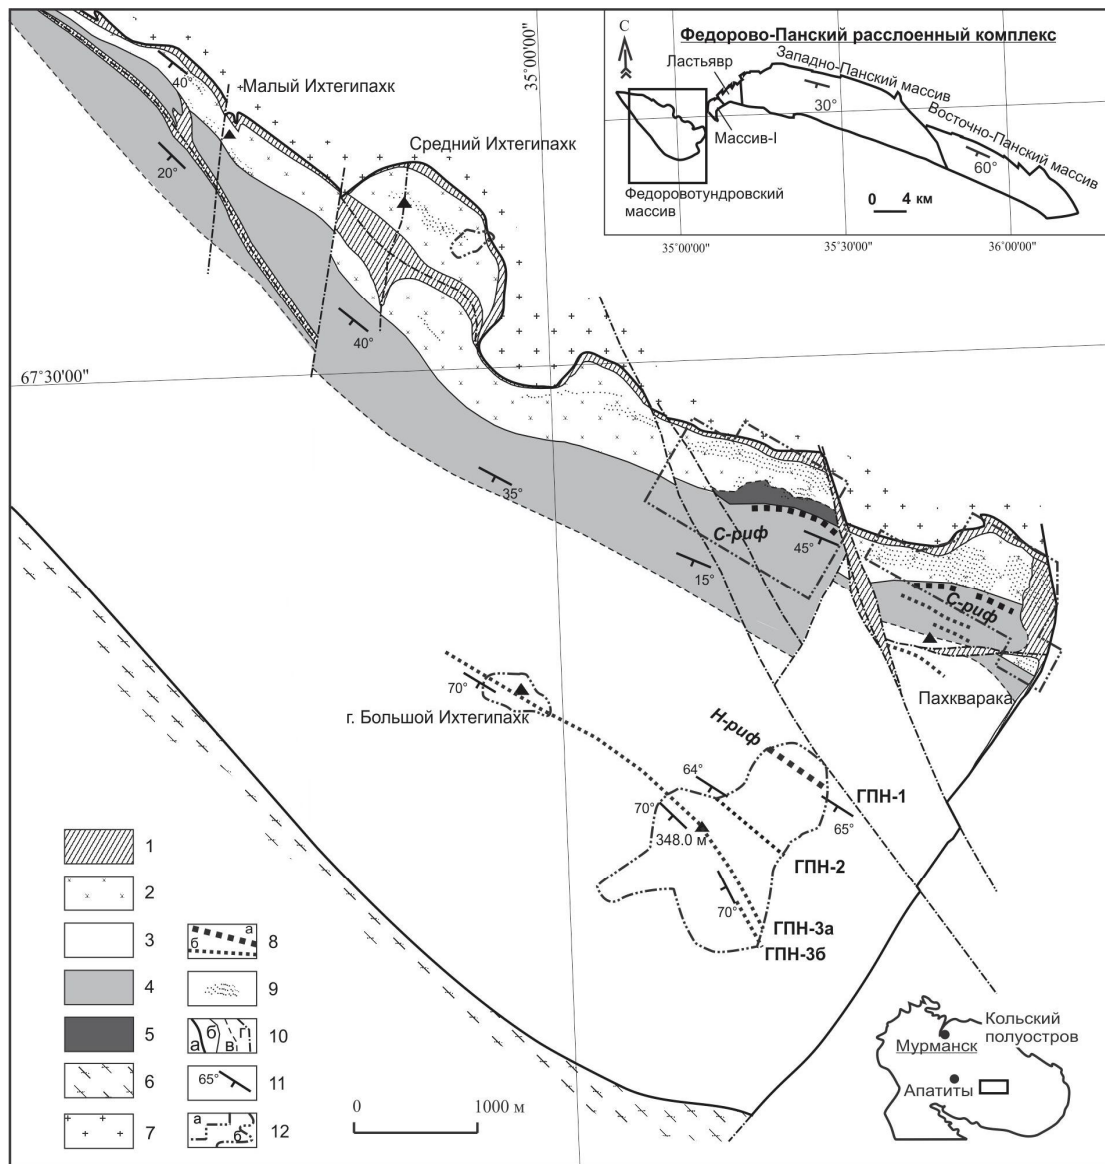 Федорово-Панский расслоенный комплекс
С
Ластьявр
Западно-Панский массив
30°
Массив-I
Восточно-Панский массив
60°
Федоровотундровский
массив
0 4 км
35°00'00"
35°30'00"
36°00'00"
35°00'00"
40°
Малый Ихтегипахк
Средний Ихтегипахк
20°
40°
67°30'00"
35°
С-риф
45°
15°
С-риф
Пахкварака
70°
г. Большой Ихтегипахк
Н-риф
64°
ГПН-1
65°
70°
348.0 м
ГПН-2
70°
ГПН-3а
ГПН-3б
1
2
3
4
5
6
7
а
б
8
9
а
б
в
г
10
65°
11
а
б
12
0 1000 м
Кольский
полуостров
Мурманск
Апатиты